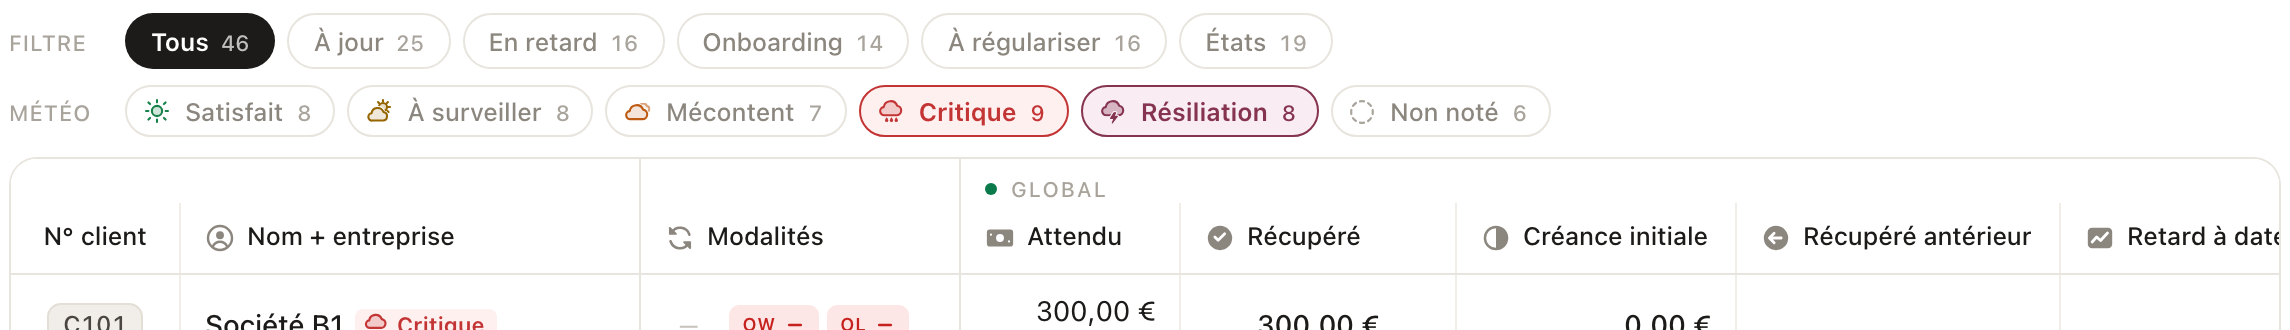 FILTRE Tous 46 À jour 25 En retard 16 Onboarding 14 À régulariser 16 États 19
MÉTÉO Satisfait 8 À surveiller 8 Mécontent 7 Critique 9 Résiliation 8 Non noté 6
GLOBAL
N° client Nom + entreprise Modalités Attendu Récupéré Créance initiale Récupéré antérieur Retard à date
C101 Société B1 Critique – OW – OL – 300,00 € 300,00 € 0,00 €